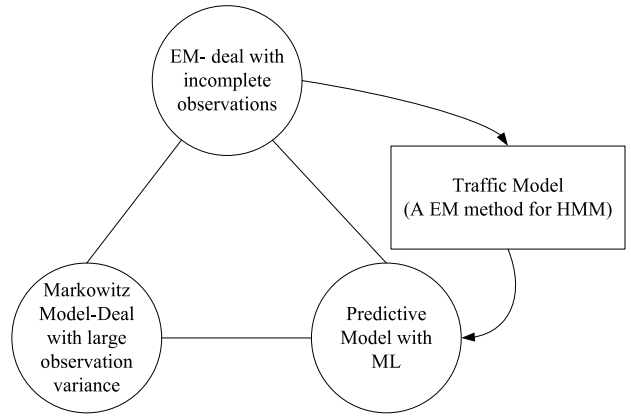 EM- deal with
incomplete
observations
Traffic Model
(A EM method for HMM)
Markowitz
Model-Deal
with large
observation
variance
Predictive
Model with
ML